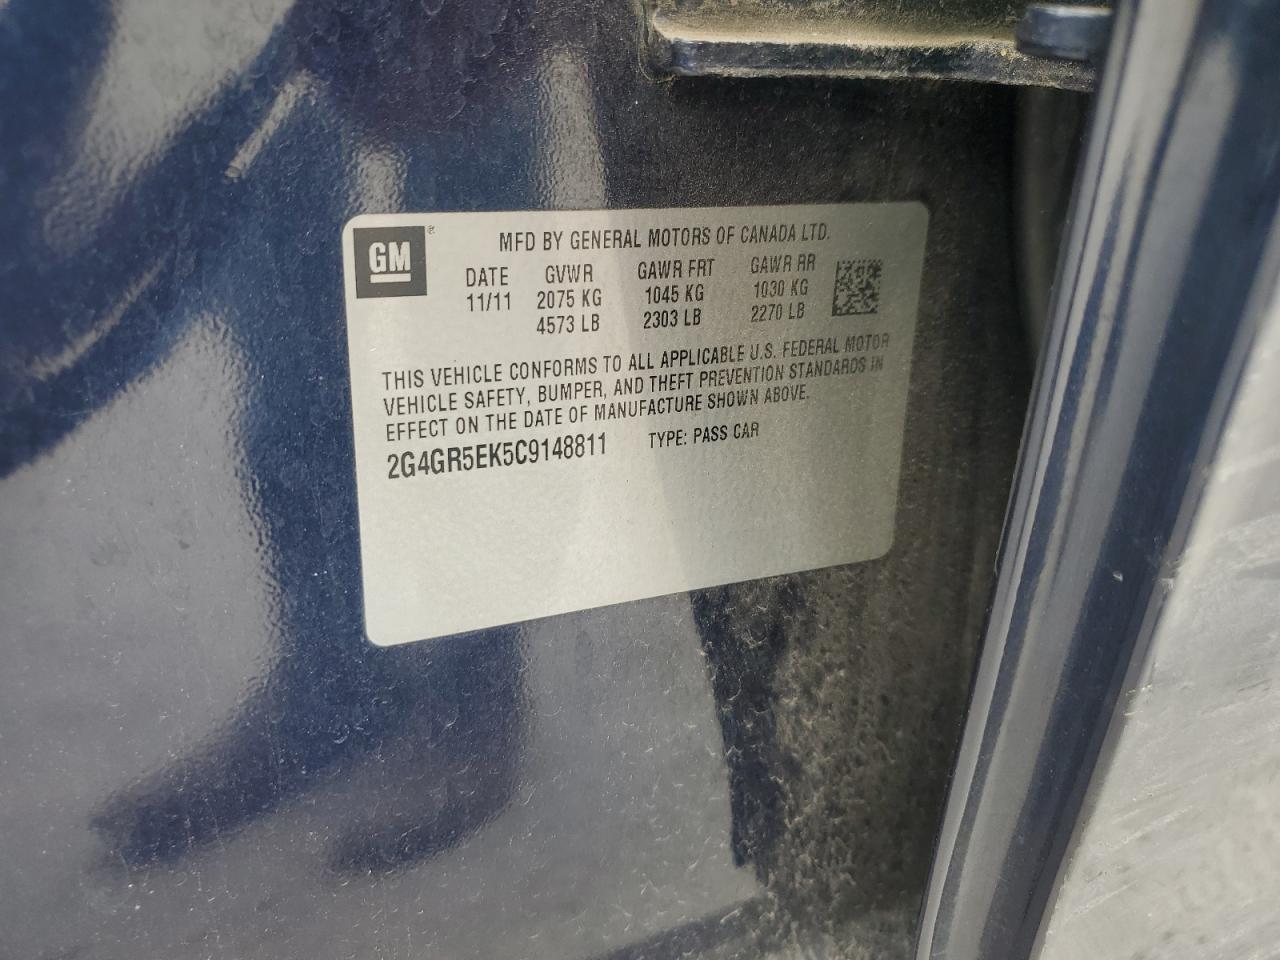 GM®
MFD BY GENERAL MOTORS OF CANADA LTD.
DATE GVWR GAWR FRT GAWR RR
11/11 2075 KG 1045 KG 1030 KG
4573 LB 2303 LB 2270 LB
THIS VEHICLE CONFORMS TO ALL APPLICABLE U.S. FEDERAL MOTOR
VEHICLE SAFETY, BUMPER, AND THEFT PREVENTION STANDARDS IN
EFFECT ON THE DATE OF MANUFACTURE SHOWN ABOVE.
2G4GR5EK5C9148811 TYPE: PASS CAR